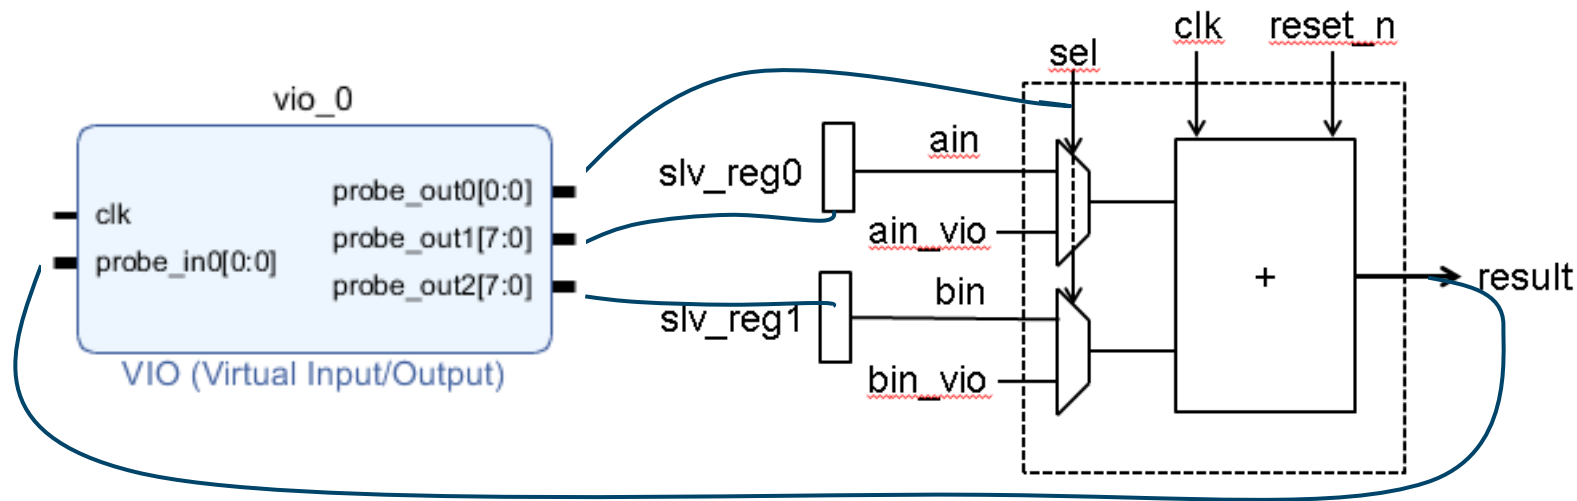 vio_0
clk
probe_in0[0:0]
probe_out0[0:0]
probe_out1[7:0]
probe_out2[7:0]
VIO (Virtual Input/Output)
slv_reg0
slv_reg1
ain
ain_vio
bin
bin_vio
sel
clk
reset_n
+
result